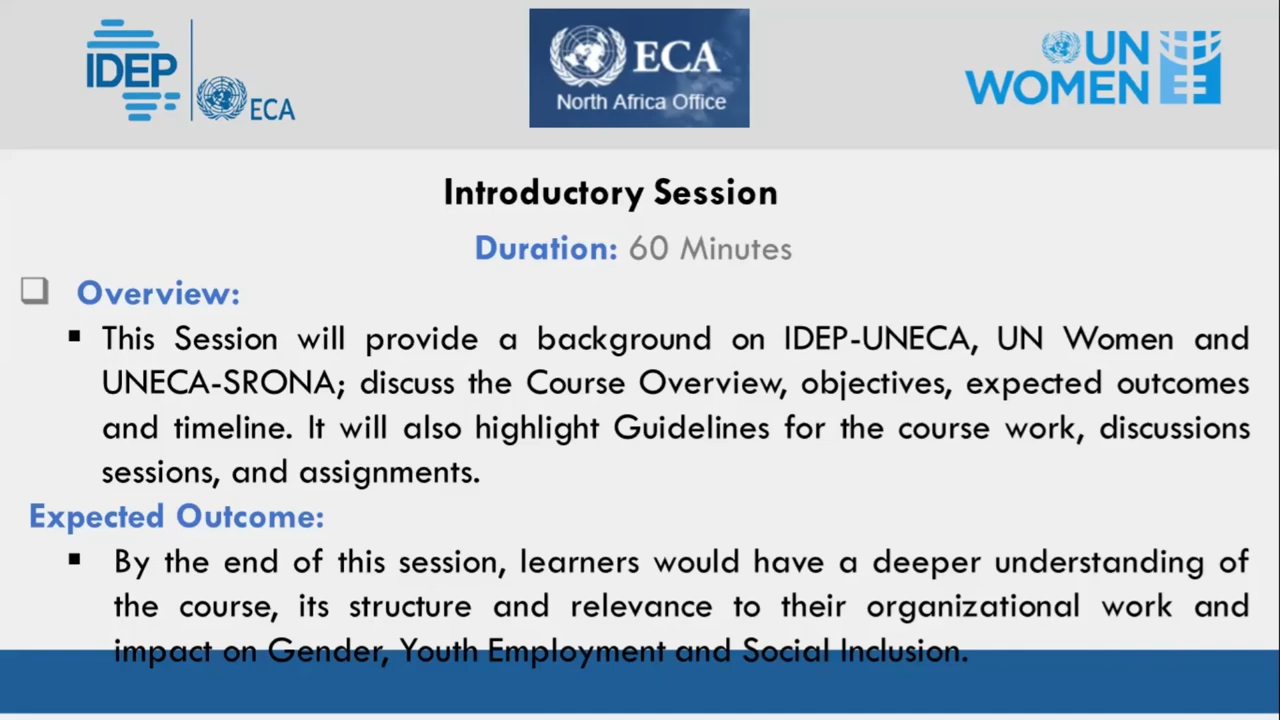 IDEP
ECA
ECA
North Africa Office
UN
WOMEN
Introductory Session
Duration: 60 Minutes
Overview:
This Session will provide a background on IDEP-UNECA, UN Women and
UNECA-SRONA; discuss the Course Overview, objectives, expected outcomes
and timeline. It will also highlight Guidelines for the course work, discussions
sessions, and assignments.
Expected Outcome:
By the end of this session, learners would have a deeper understanding of
the course, its structure and relevance to their organizational work and
impact on Gender, Youth Employment and Social Inclusion.